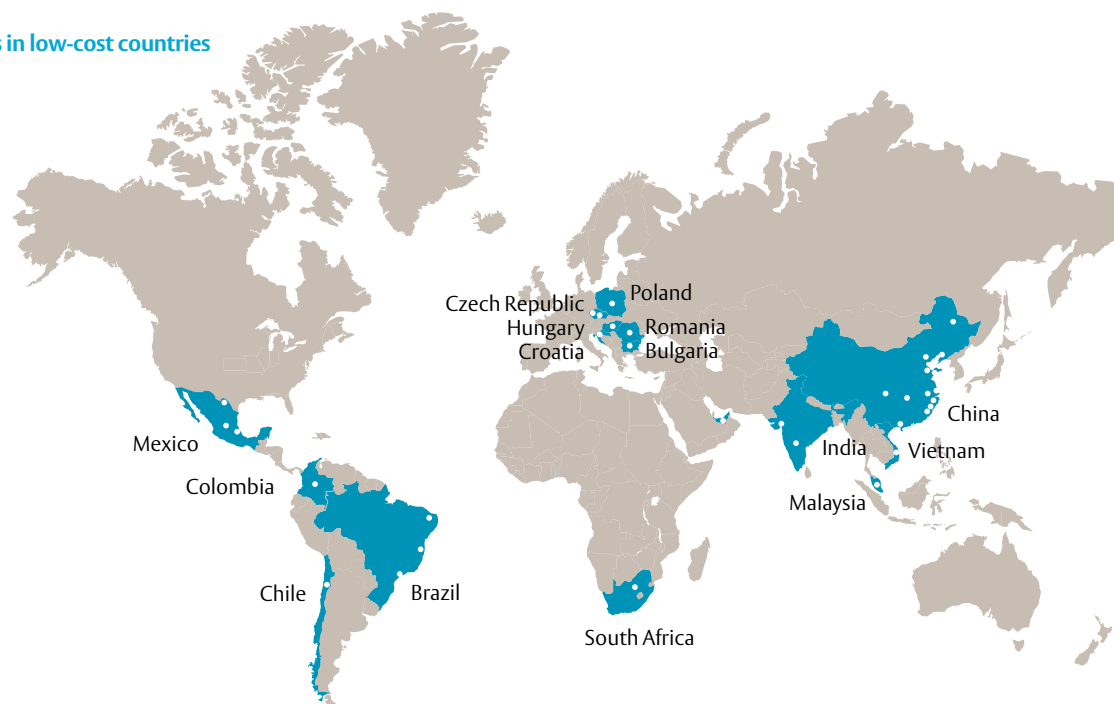 s in low-cost countries
Czech Republic
Poland
Hungary
Romania
Croatia
Bulgaria
China
Mexico
India
Vietnam
Colombia
Malaysia
Chile
Brazil
South Africa